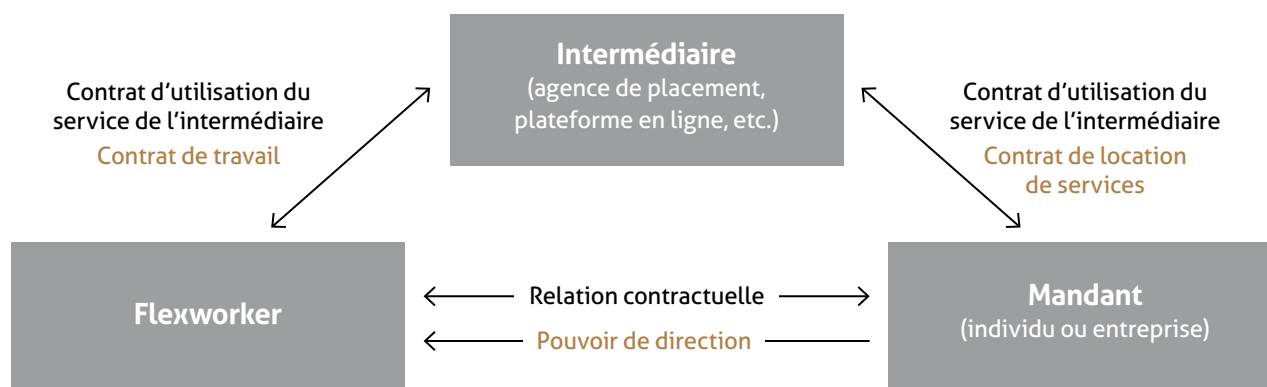 Intermédiaire
(agence de placement,
plateforme en ligne, etc.)
Contrat d’utilisation du
service de l’intermédiaire
Contrat de travail
Contrat d’utilisation du
service de l’intermédiaire
Contrat de location
de services
Flexworker
Relation contractuelle
Pouvoir de direction
Mandant
(individu ou entreprise)